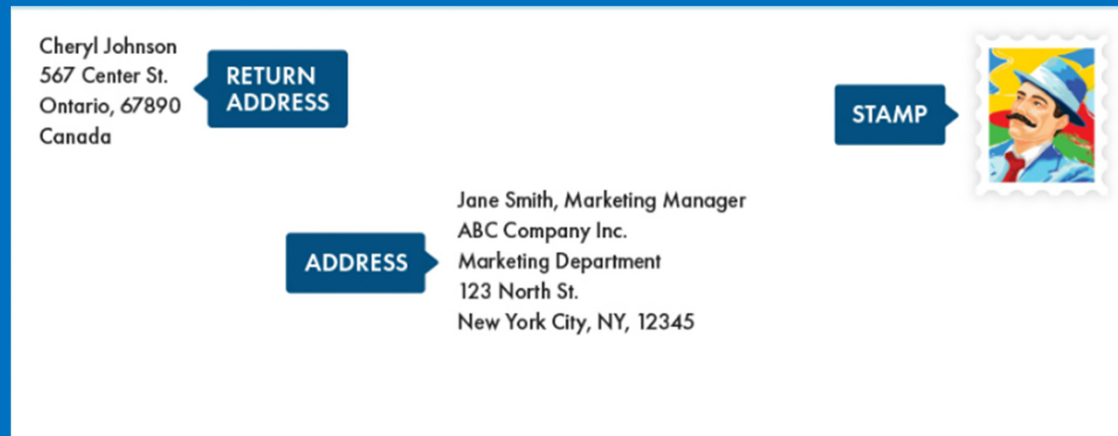 Cheryl Johnson
567 Center St.
Ontario, 67890
Canada
RETURN
ADDRESS
STAMP
Jane Smith, Marketing Manager
ABC Company Inc.
Marketing Department
123 North St.
New York City, NY, 12345
ADDRESS